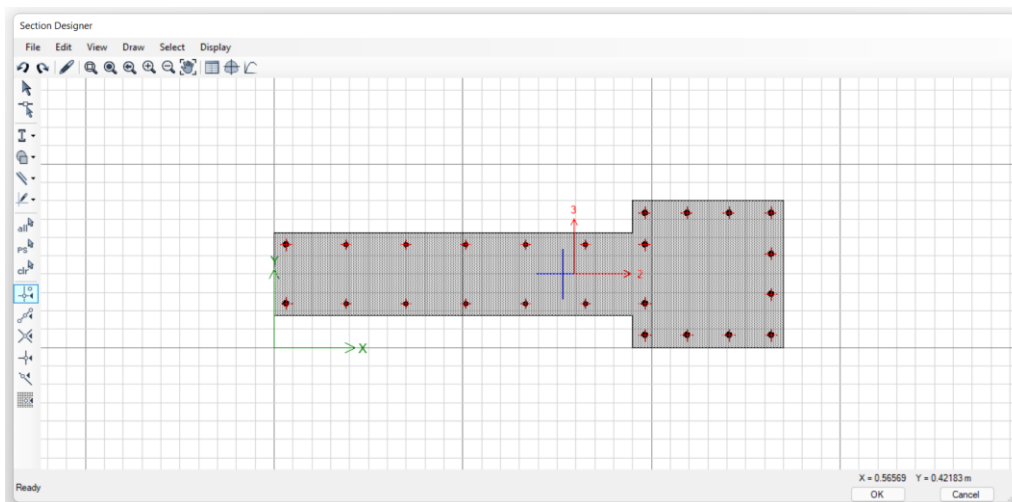 Section Designer
File Edit View Draw Select Display
all
PS
clr
3
2
Y
X
X = 0.56569 Y = 0.42183 m
Ready
OK Cancel